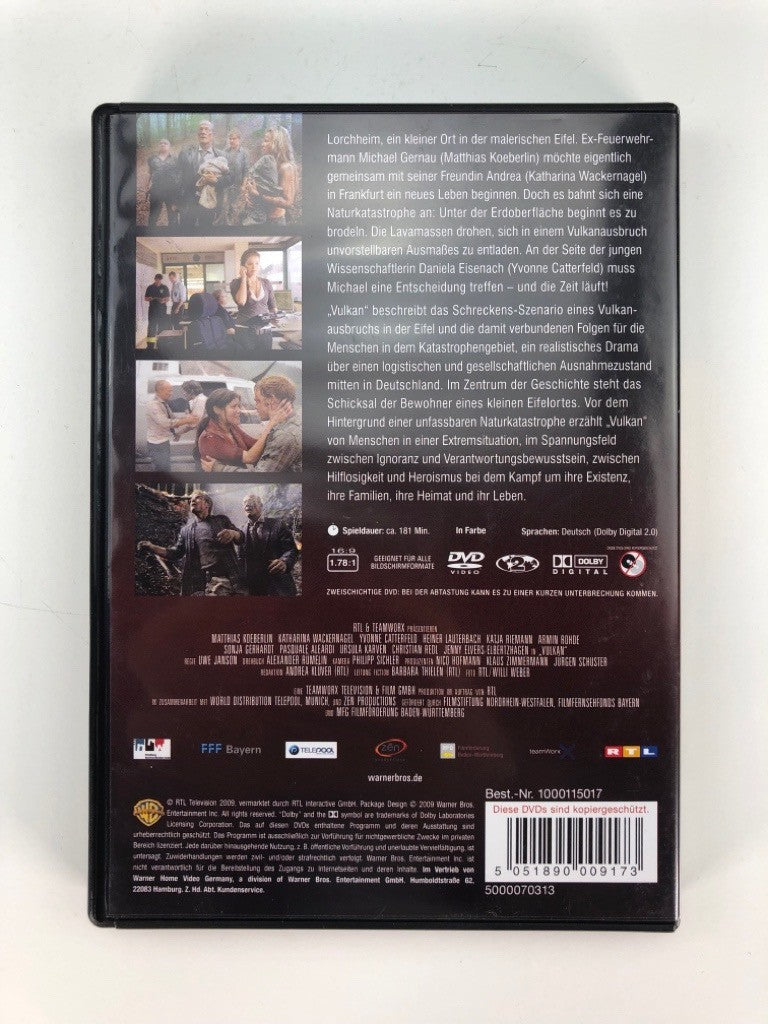 Lorchheim, ein kleiner Ort in der malerischen Eifel. Ex-Feuerwehr-
mann Michael Gernau (Matthias Koeberlin) möchte eigentlich
gemeinsam mit seiner Freundin Andrea (Katharina Wackernagel)
in Frankfurt ein neues Leben beginnen. Doch es bahnt sich eine
Naturkatastrophe an: Unter der Erdoberfläche beginnt es zu
brodeln. Die Lavamassen drohen, sich in einem Vulkanausbruch
unvorstellbaren Ausmaßes zu entladen. An der Seite der jungen
Wissenschaftlerin Daniela Eisenach (Yvonne Catterfeld) muss
Michael eine Entscheidung treffen – und die Zeit läuft!
„Vulkan“ beschreibt das Schreckens-Szenario eines Vulkan-
ausbruchs in der Eifel und die damit verbundenen Folgen für die
Menschen in dem Katastrophengebiet, ein realistisches Drama
über einen logistischen und gesellschaftlichen Ausnahmezustand
mitten in Deutschland. Im Zentrum der Geschichte steht das
Schicksal der Bewohner eines kleinen Eifelortes. Vor dem
Hintergrund einer unfassbaren Naturkatastrophe erzählt „Vulkan“
von Menschen in einer Extremsituation, im Spannungsfeld
zwischen Ignoranz und Verantwortungsbewusstsein, zwischen
Hilflosigkeit und Heroismus bei dem Kampf um ihre Existenz,
ihre Familien, ihre Heimat und ihr Leben.
Spieldauer: ca. 181 Min. In Farbe Sprachen: Deutsch (Dolby Digital 2.0)
16:9
1.78:1
GEEIGNET FÜR ALLE
BILDSCHIRMFORMATE
DVD
VIDEO
2
DOLBY
DIGITAL
ZWEISCHICHTIGE DVD: BEI DER ABTASTUNG KANN ES ZU EINER KURZEN UNTERBRECHUNG KOMMEN.
RTL & TEAMWORX PRÄSENTIEREN
MATTHIAS KOEBERLIN KATHARINA WACKERNAGEL YVONNE CATTERFELD HEINER LAUTERBACH KATJA RIEMANN ARMIN ROHDE
SONJA GERHARDT PASQUALE ALEARDI URSULA KARVEN CHRISTIAN REDL JENNY ELVERS-ELBERTZHAGEN IN „VULKAN“
REGIE UWE JANSON DREHBUCH ALEXANDER RÜMELIN KAMERA PHILIPP SICHLER PRODUZENTEN NICO HOFMANN KLAUS ZIMMERMANN JÜRGEN SCHUSTER
REDAKTION ANDREA KLÜVER (RTL) LEITUNG FICTION BARBARA THIELEN (RTL) FOTO RTL/ WILLI WEBER
EINE TEAMWORX TELEVISION & FILM GMBH PRODUKTION IM AUFTRAG VON RTL
IN ZUSAMMENARBEIT MIT WORLD DISTRIBUTION TELEPOOL, MUNICH, UND ZEN PRODUCTIONS GEFÖRDERT DURCH FILMSTIFTUNG NORDRHEIN-WESTFALEN, FILMFERNSEHFONDS BAYERN
UND MFG FILMFÖRDERUNG BADEN-WÜRTTEMBERG
FFF Bayern
TELEPOOL
zen
Filmförderung
Baden-Württemberg
teamWorx
RTL
warnerbros.de
WB
© RTL Television 2009, vermarktet durch RTL interactive GmbH. Package Design © 2009 Warner Bros.
Entertainment Inc. All rights reserved. “Dolby” and the DD symbol are trademarks of Dolby Laboratories
Licensing Corporation. Das auf diesen DVDs enthaltene Programm und deren Ausstattung sind
urheberrechtlich geschützt. Das Programm ist ausschließlich zur Vorführung für nichtgewerbliche Zwecke im privaten
Bereich lizenziert. Jede darüber hinausgehende Nutzung, z. B. öffentliche Vorführung und unerlaubte Vervielfältigung, ist
untersagt. Zuwiderhandlungen werden zivil- und/oder strafrechtlich verfolgt. Warner Bros. Entertainment Inc. ist
nicht verantwortlich für die Bereitstellung des Zugangs zu Internetseiten und deren Inhalte. Im Vertrieb von
Warner Home Video Germany, a division of Warner Bros. Entertainment GmbH, Humboldtstraße 62,
22083 Hamburg. Z. Hd. Abt. Kundenservice.
Best.-Nr. 1000115017
Diese DVDs sind kopiergeschützt.
5 051890 009173
5000070313